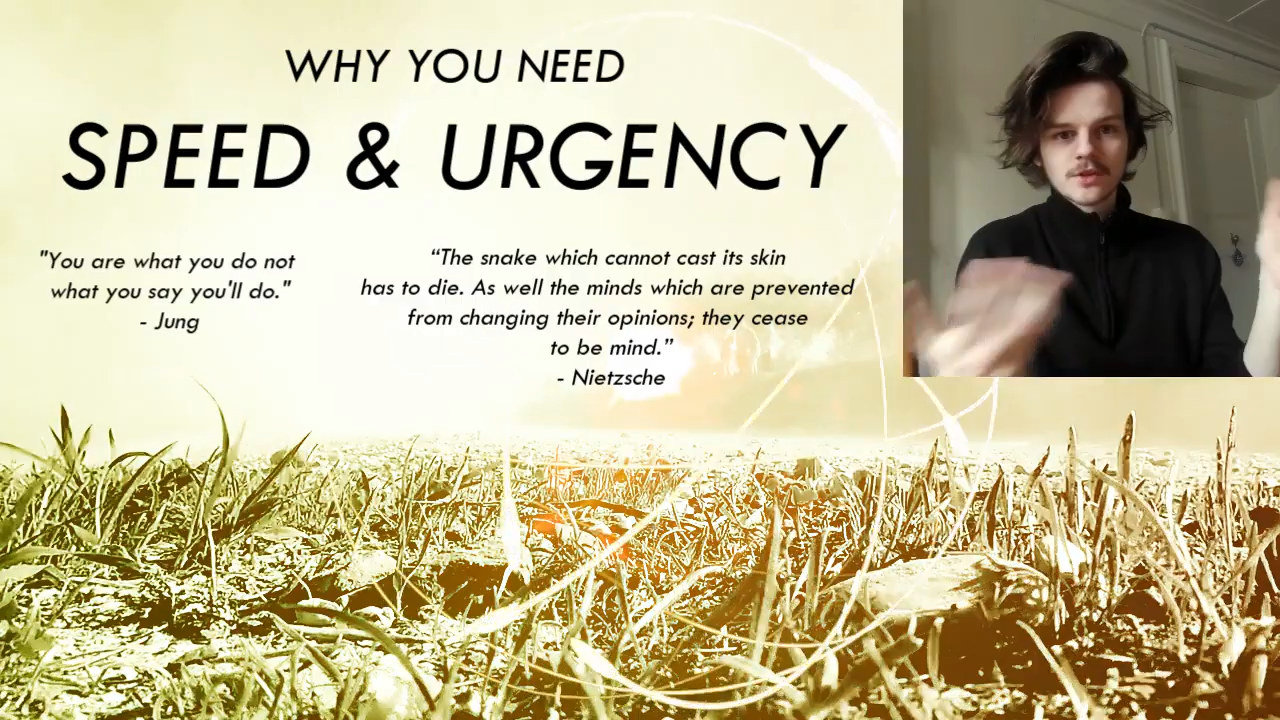 WHY YOU NEED
SPEED & URGENCY
"You are what you do not
what you say you'll do."
- Jung
“The snake which cannot cast its skin
has to die. As well the minds which are prevented
from changing their opinions; they cease
to be mind.”
- Nietzsche